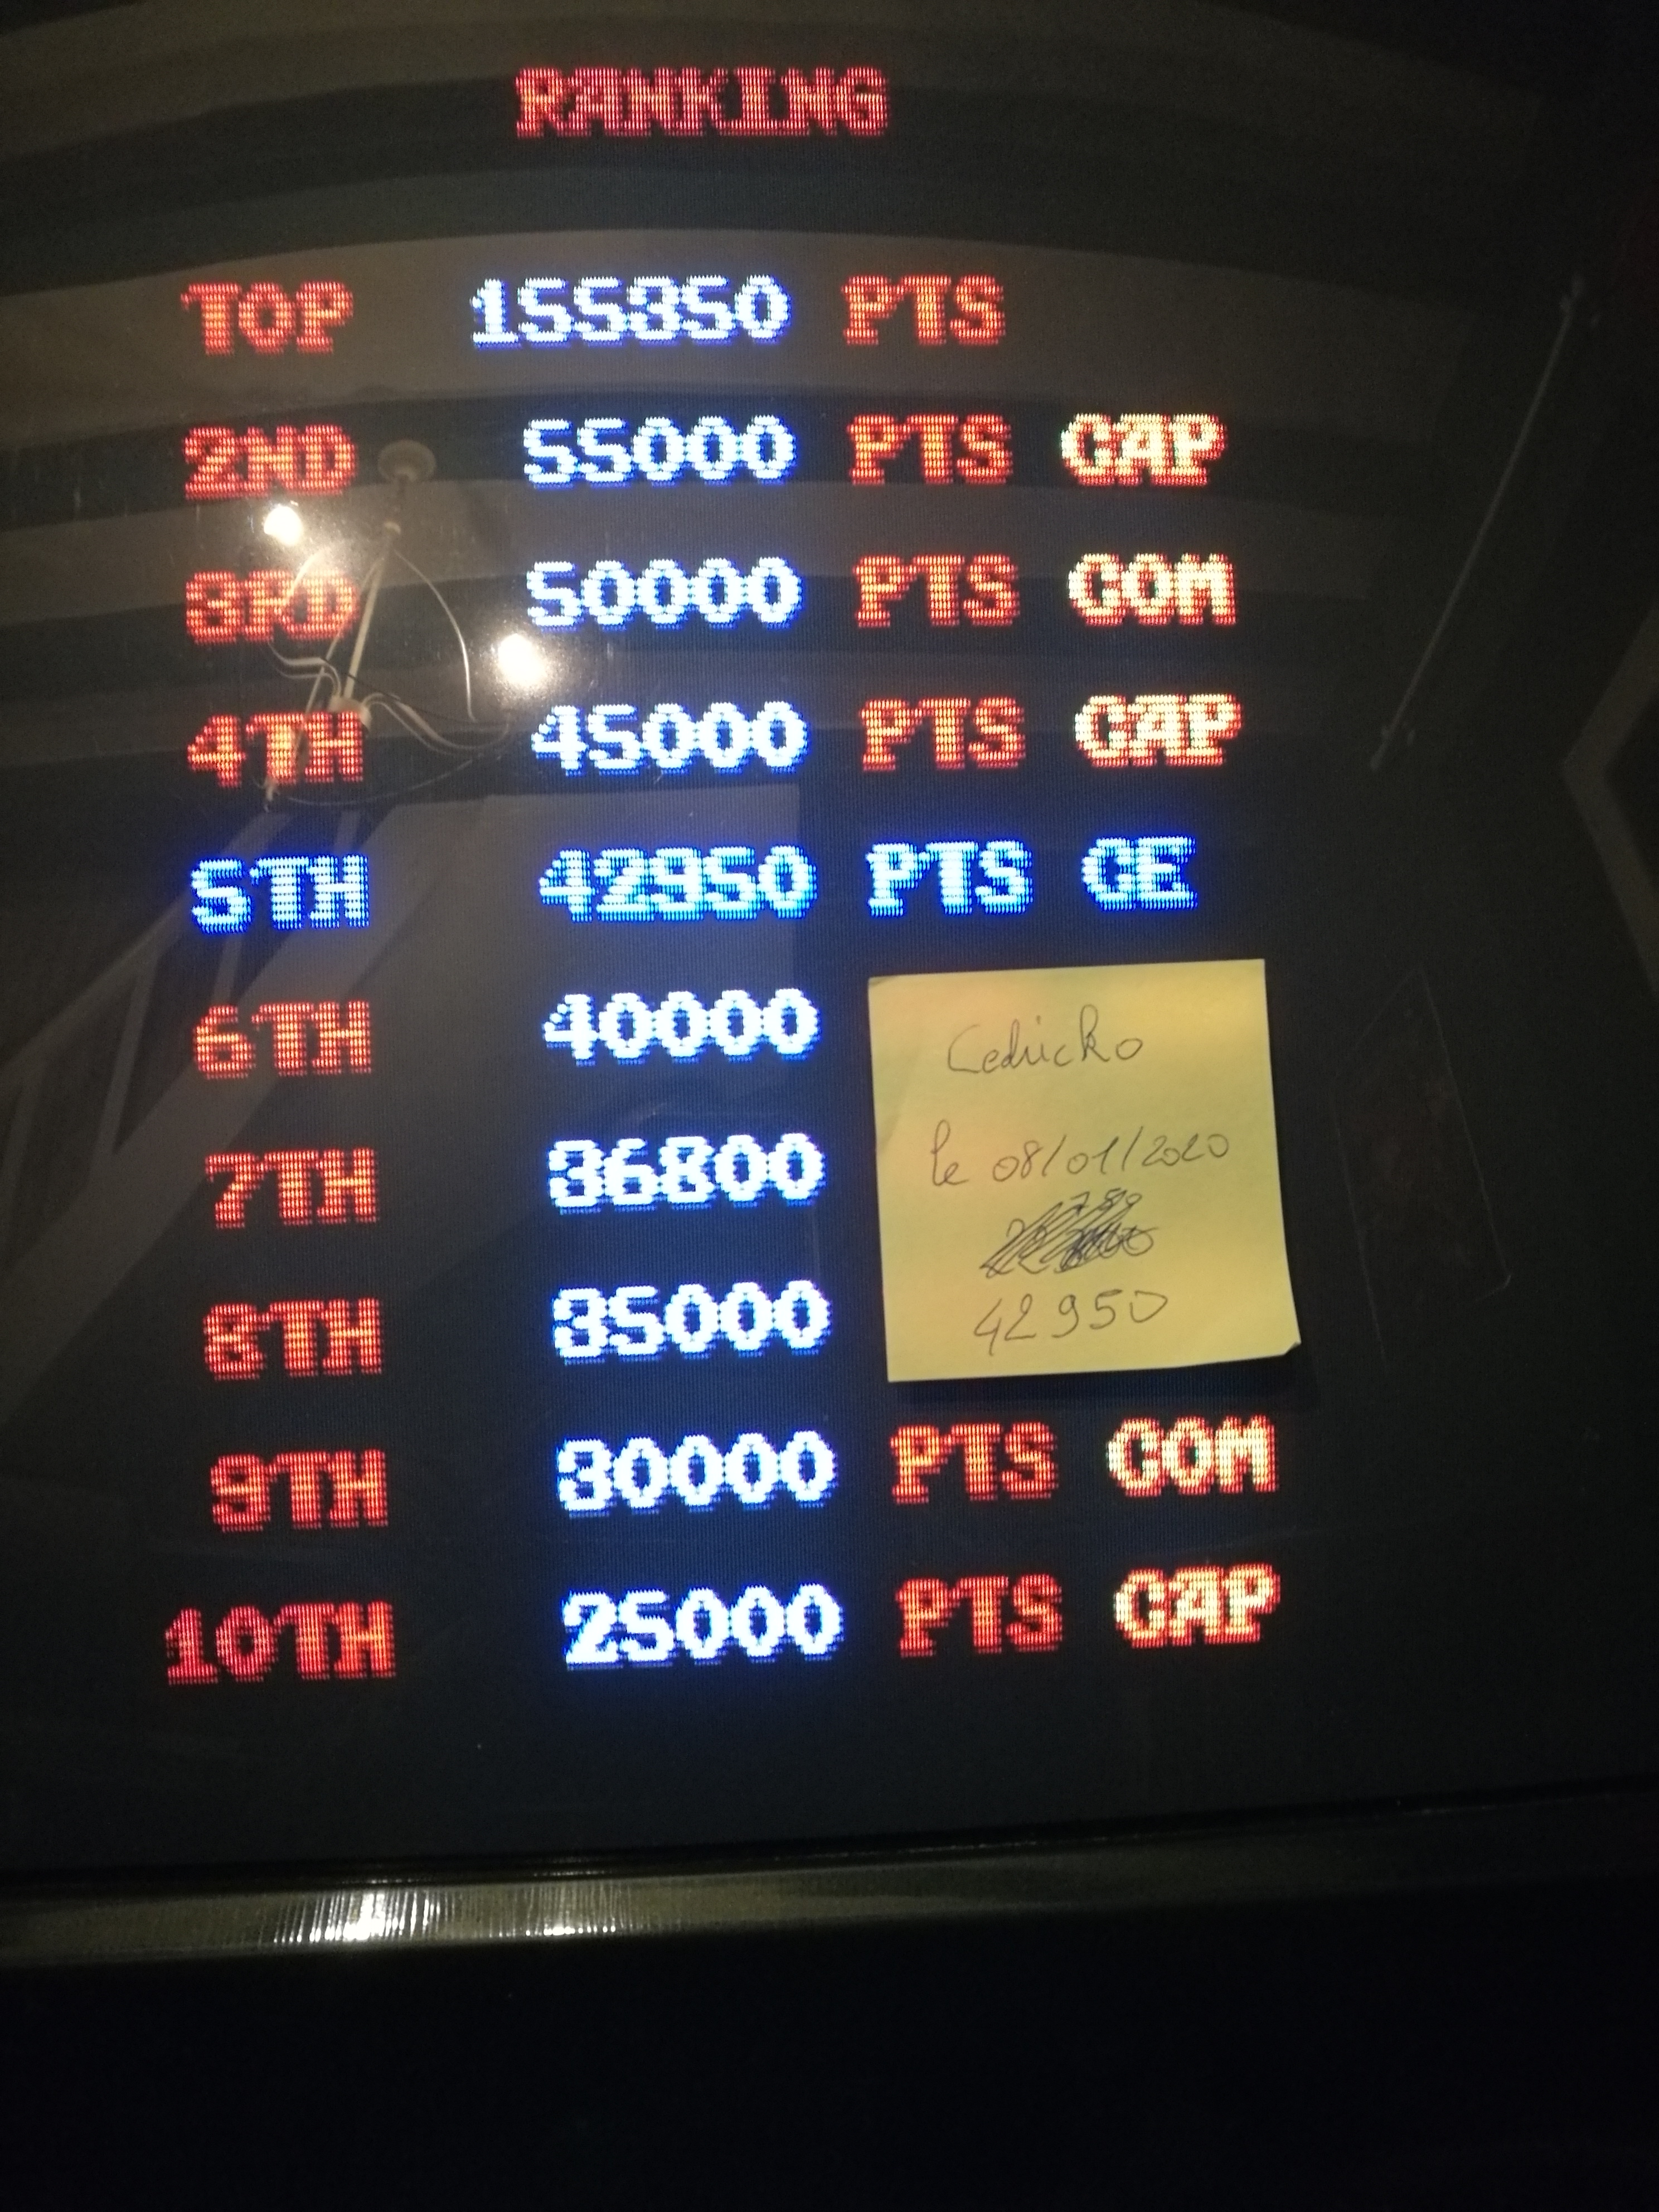 RANKING
TOP 155350 PTS
2ND 55000 PTS CAP
3RD 50000 PTS COM
4TH 45000 PTS CAP
5TH 42950 PTS CE
6TH 40000
7TH 36800
8TH 35000
9TH 30000 PTS COM
10TH 25000 PTS CAP
Cedricko
le 08/01/2020
42950